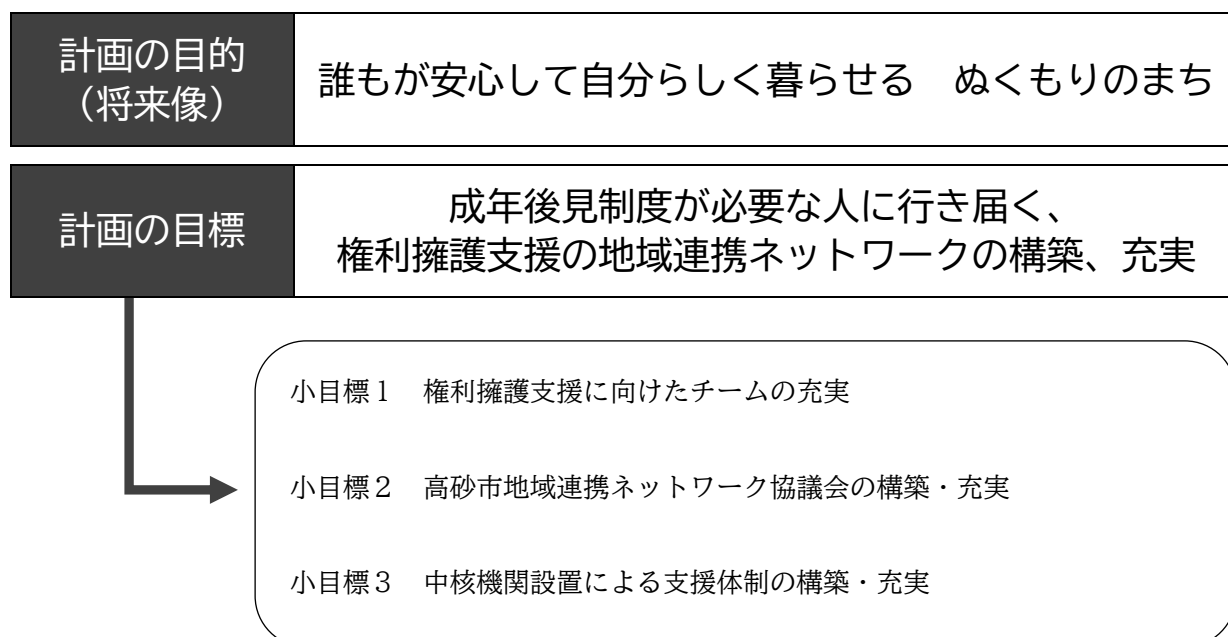 計画の目的
（将来像）
誰もが安心して自分らしく暮らせる　ぬくもりのまち
計画の目標
成年後見制度が必要な人に行き届く、
権利擁護支援の地域連携ネットワークの構築、充実
小目標１　権利擁護支援に向けたチームの充実
小目標２　高砂市地域連携ネットワーク協議会の構築・充実
小目標３　中核機関設置による支援体制の構築・充実